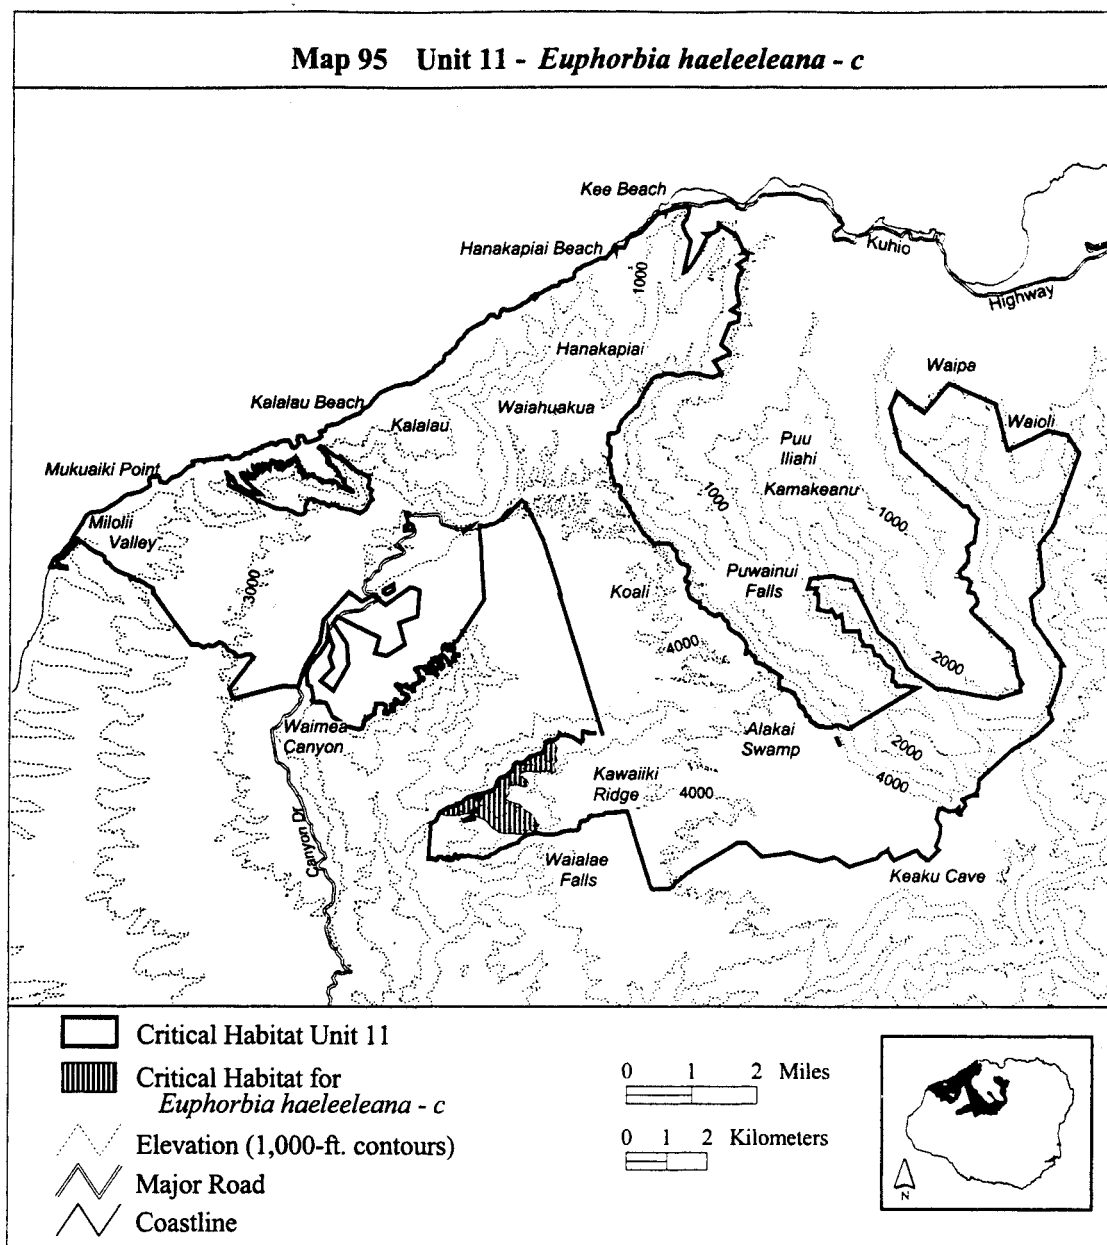 Map 95 Unit 11 - Euphorbia haeleeleana - c
Kee Beach
Kuhio
Hanakapiai Beach
1000
Highway
Hanakapiai
Waipa
Kalalau Beach
Waiahuakua
Kalalau
Waioli
Puu
Iliahi
Mukuaiki Point
Kamakeanu
1000
1000
Milolii
Valley
Puwainui
Falls
3000
Koali
4000
2000
Waimea
Canyon
Alakai
Swamp
2000
Kawaiiki
Ridge
4000
4000
Canyon Dr
Waialae
Falls
Keaku Cave
Critical Habitat Unit 11
Critical Habitat for
Euphorbia haeleeleana - c
Elevation (1,000-ft. contours)
Major Road
Coastline
0 1 2 Miles
0 1 2 Kilometers
N